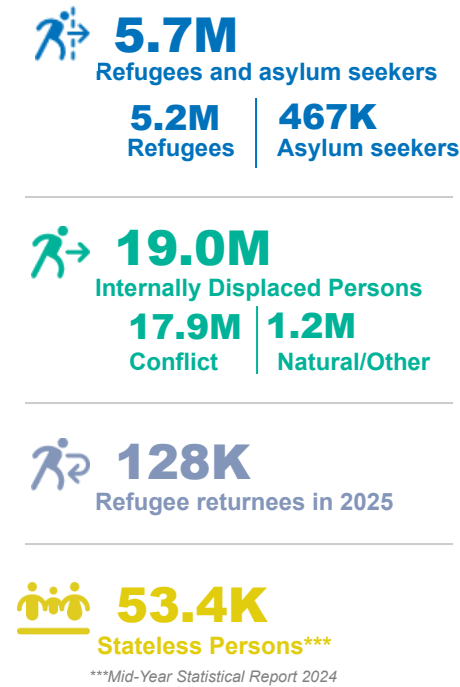 5.7M
Refugees and asylum seekers
5.2M
Refugees
467K
Asylum seekers
19.0M
Internally Displaced Persons
17.9M
Conflict
1.2M
Natural/Other
128K
Refugee returnees in 2025
53.4K
Stateless Persons***
***Mid-Year Statistical Report 2024